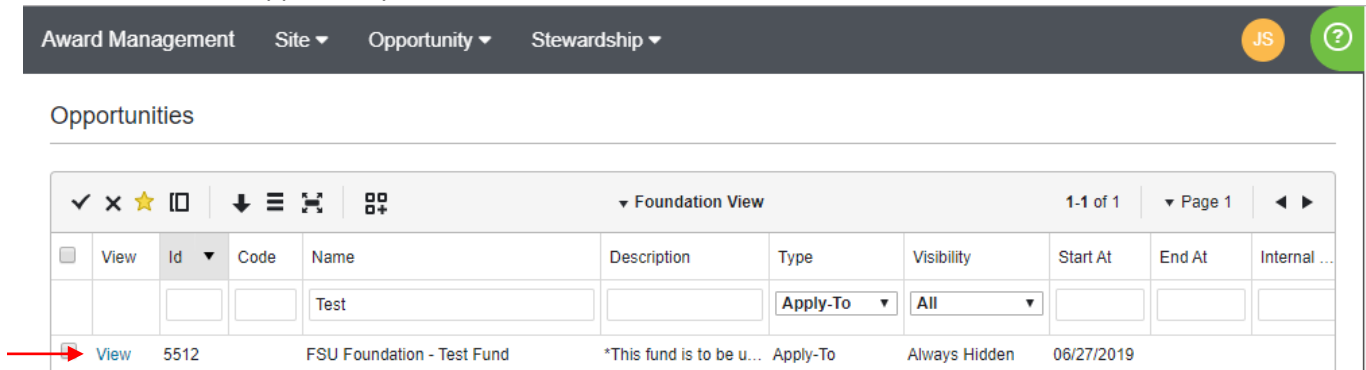 Award Management Site ▾ Opportunity ▾ Stewardship ▾ JS ?
Opportunities
▾ Foundation View 1-1 of 1 ▾ Page 1
View Id ▼ Code Name Description Type Visibility Start At End At Internal ...
Test Apply-To ▼ All ▼
View 5512 FSU Foundation - Test Fund *This fund is to be u... Apply-To Always Hidden 06/27/2019